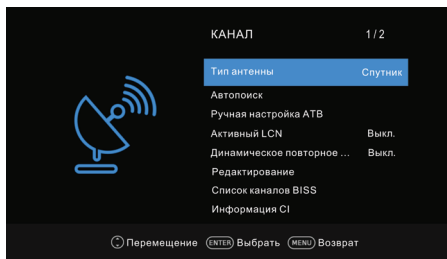 КАНАЛ 1/2
Тип антенны Спутник
Автопоиск
Ручная настройка АТВ
Активный LCN Выкл.
Динамическое повторное ... Выкл.
Редактирование
Список каналов BISS
Информация CI
Перемещение ENTER Выбрать MENU Возврат